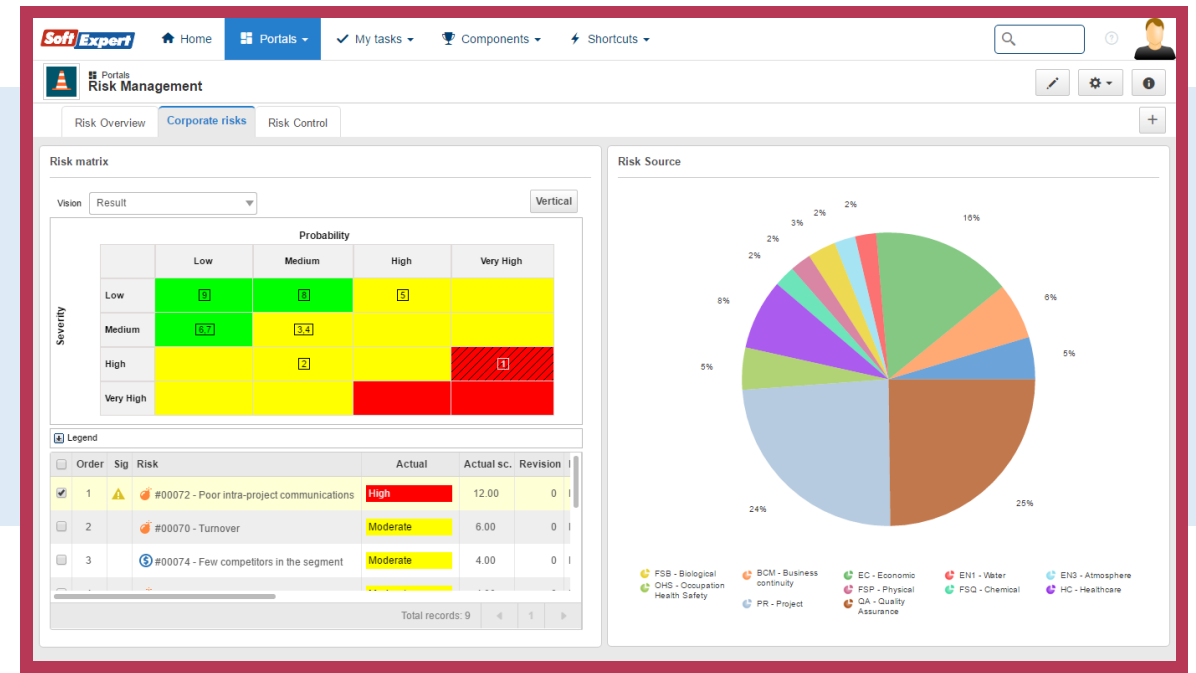 Soft Expert
Home
Portals
My tasks
Components
Shortcuts
Portals
Risk Management
Risk Overview
Corporate risks
Risk Control
+
Risk matrix
Vision
Result
Vertical
Probability
Low Medium High Very High
Severity
Low 9 8 5
Medium 6,7 3,4
High 2 1
Very High
Legend
Order Sig Risk Actual Actual sc. Revision
1 #00072 - Poor intra-project communications High 12.00 0
2 #00070 - Turnover Moderate 6.00 0
3 #00074 - Few competitors in the segment Moderate 4.00 0
Total records: 9 1
Risk Source
2%
2%
3%
2%
2%
8%
5%
24%
16%
6%
5%
25%
FSB - Biological
OHS - Occupation
Health Safety
BCM - Business
continuity
PR - Project
EC - Economic
FSP - Physical
QA - Quality
Assurance
EN1 - Water
FSQ - Chemical
EN3 - Atmosphere
HC - Healthcare